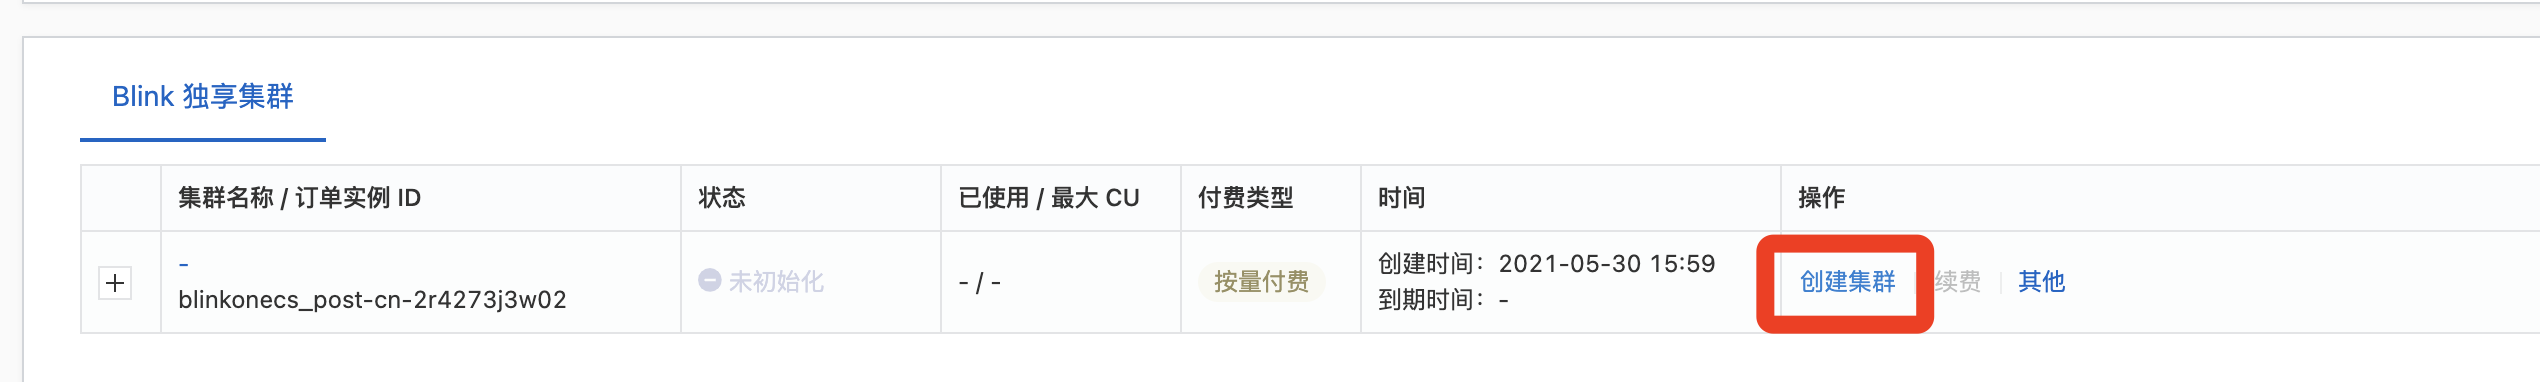 Blink 独享集群
集群名称 / 订单实例 ID
状态
已使用 / 最大 CU
付费类型
时间
操作
-
blinkonecs_post-cn-2r4273j3w02
未初始化
- / -
按量付费
创建时间：2021-05-30 15:59
到期时间：-
创建集群
续费
其他